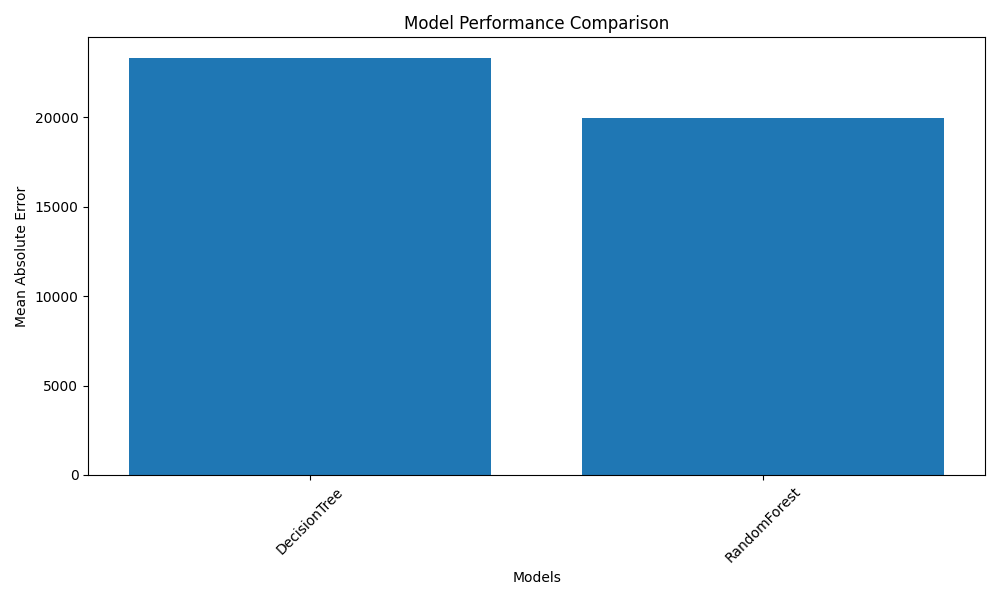 Model Performance Comparison
Mean Absolute Error
20000
15000
10000
5000
0
DecisionTree
RandomForest
Models